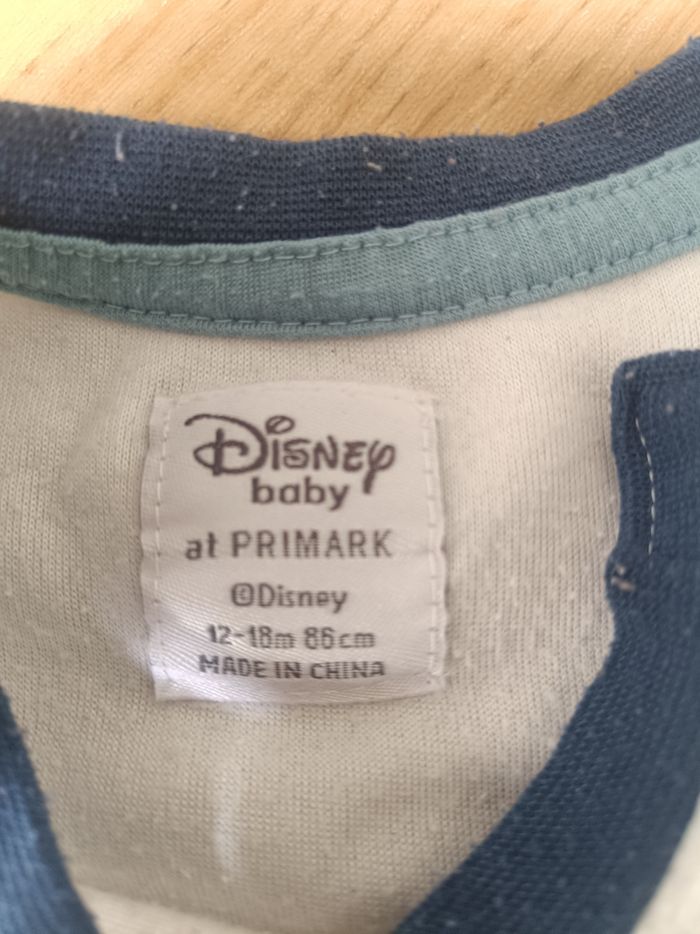 Disney
baby
at PRIMARK
©Disney
12-18m 86cm
MADE IN CHINA